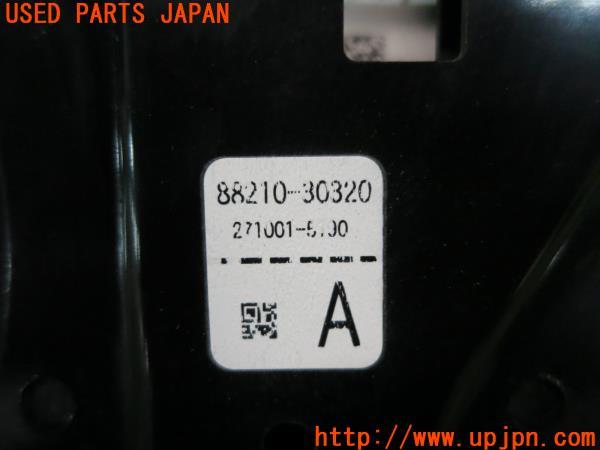 USED PARTS JAPAN
88210-30320
A
http://www.upjpn.com